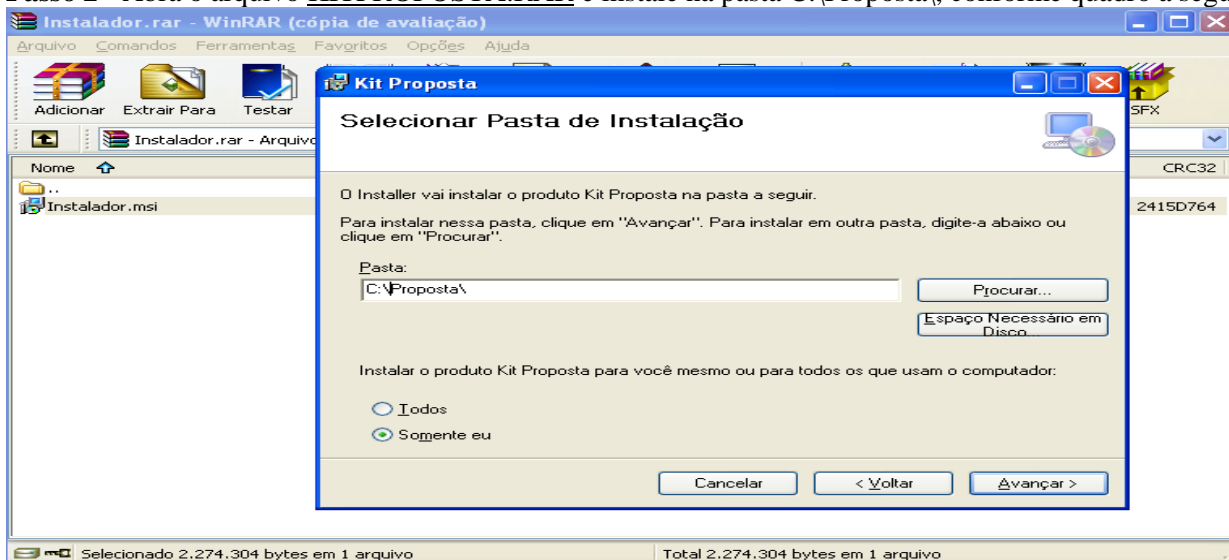 Instalador.rar - WinRAR (cópia de avaliação)
Arquivo Comandos Ferramentas Favoritos Opções Ajuda
Adicionar Extrair Para Testar SFX
Instalador.rar - Arquivo
Nome CRC32
..
Instalador.msi 2415D764
Kit Proposta
Selecionar Pasta de Instalação
O Installer vai instalar o produto Kit Proposta na pasta a seguir.
Para instalar nessa pasta, clique em "Avançar". Para instalar em outra pasta, digite-a abaixo ou
clique em "Procurar".
Pasta:
C:\Proposta\
Procurar...
Espaço Necessário em
Disco...
Instalar o produto Kit Proposta para você mesmo ou para todos os que usam o computador:
Todos
Somente eu
Cancelar < Voltar Avançar >
Selecionado 2.274.304 bytes em 1 arquivo Total 2.274.304 bytes em 1 arquivo